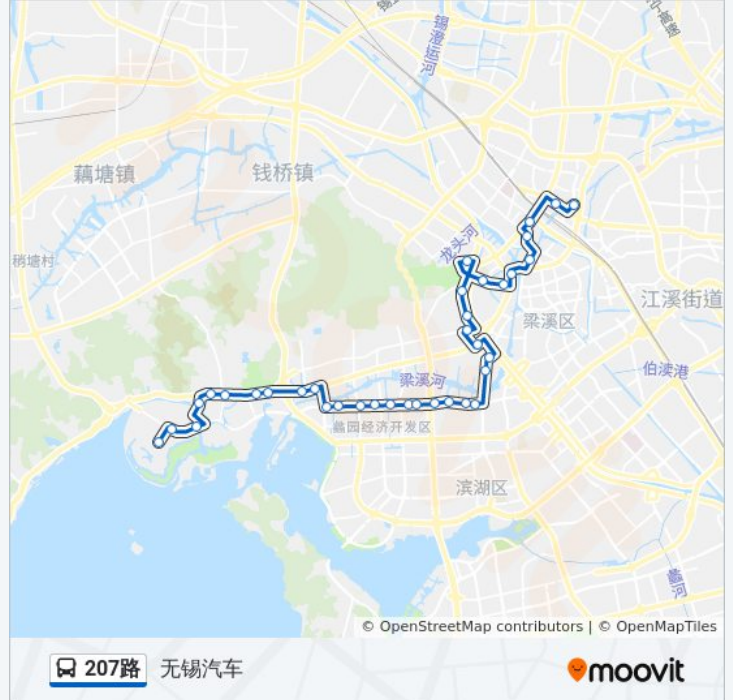 锡澄运河
藕塘镇
钱桥镇
龙头河
稍塘村
江溪街道
梁溪区
伯渎港
梁溪河
蠡园经济开发区
滨湖区
蠡河
© OpenStreetMap contributors | © OpenMapTiles
207路 无锡汽车
moovit